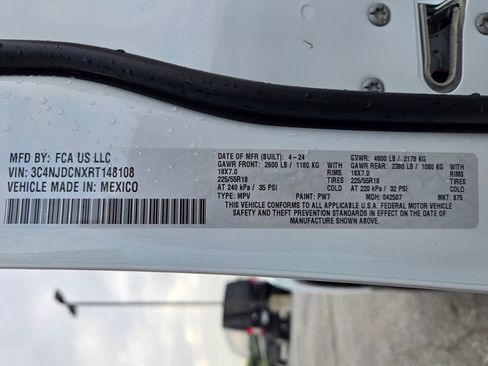 MFD BY: FCA US LLC
VIN: 3C4NJDCNXRT148108
VEHICLE MADE IN: MEXICO
DATE OF MFR (BUILT): 4-24 GVWR: 4800 LB / 2178 KG
GAWR FRONT: 2600 LB / 1180 KG GAWR REAR: 2380 LB / 1080 KG
18X7.0 RIMS 18X7.0 RIMS
225/55R18 TIRES 225/55R18 TIRES
AT 240 kPa / 35 PSI COLD AT 220 kPa / 32 PSI COLD
TYPE: MPV PAINT: PW7 MDH: 042507 MKT: 875
THIS VEHICLE CONFORMS TO ALL APPLICABLE U.S.A. FEDERAL MOTOR VEHICLE
SAFETY AND THEFT PREVENTION STANDARDS IN EFFECT ON THE DATE OF
MANUFACTURE SHOWN ABOVE.